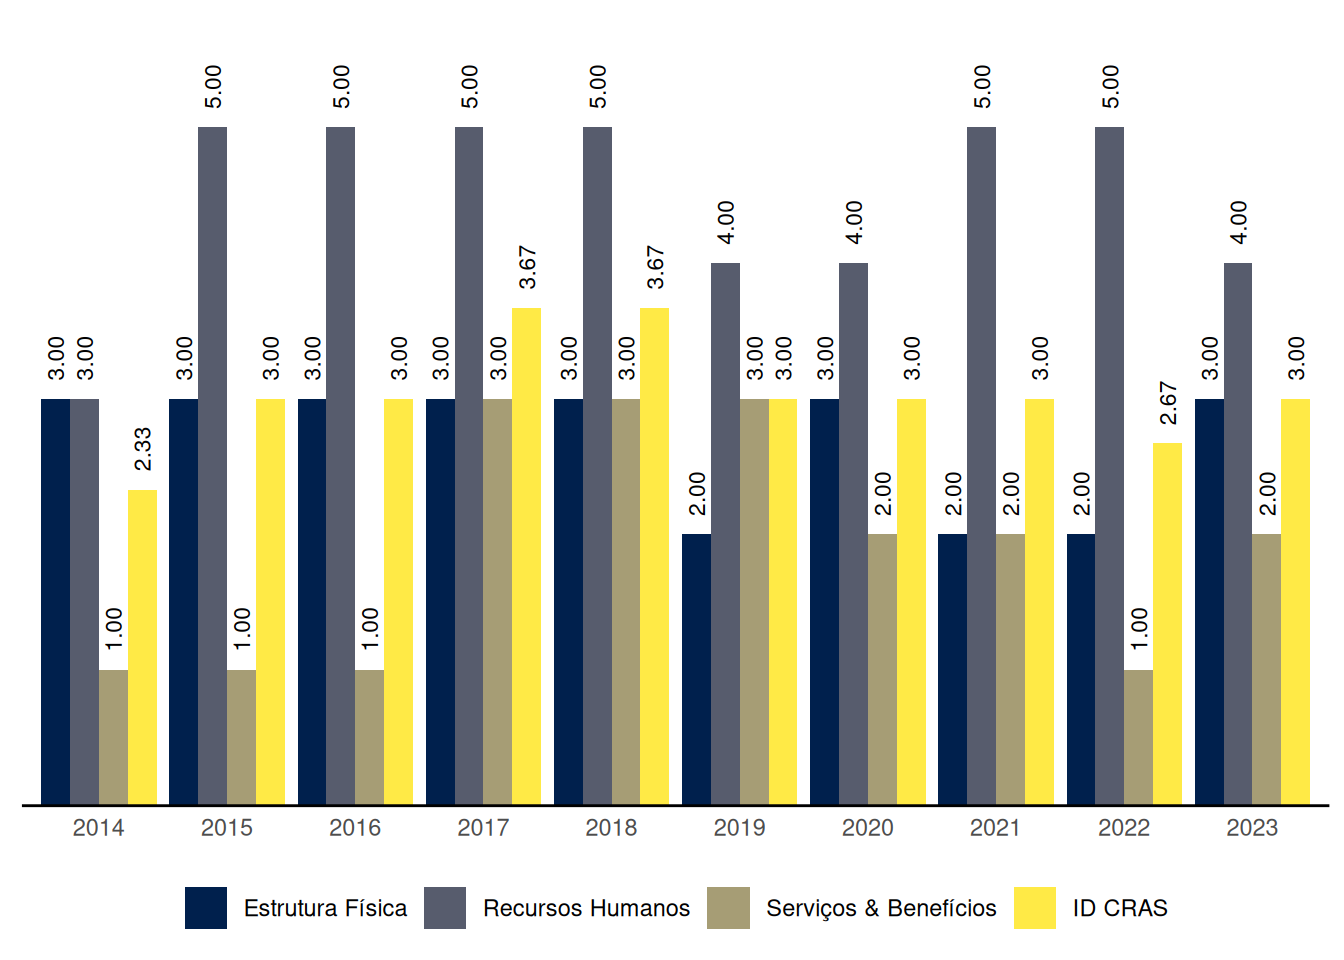 5.00 5.00 5.00 5.00 5.00 5.00
4.00 4.00 4.00
3.67 3.67
3.00 3.00 3.00 3.00 3.00 3.00 3.00 3.00 3.00 3.00 3.00 3.00 3.00 3.00 3.00 3.00 3.00
2.67
2.33
2.00 2.00 2.00 2.00 2.00 2.00
1.00 1.00 1.00 1.00
2014 2015 2016 2017 2018 2019 2020 2021 2022 2023
Estrutura Física Recursos Humanos Serviços & Benefícios ID CRAS